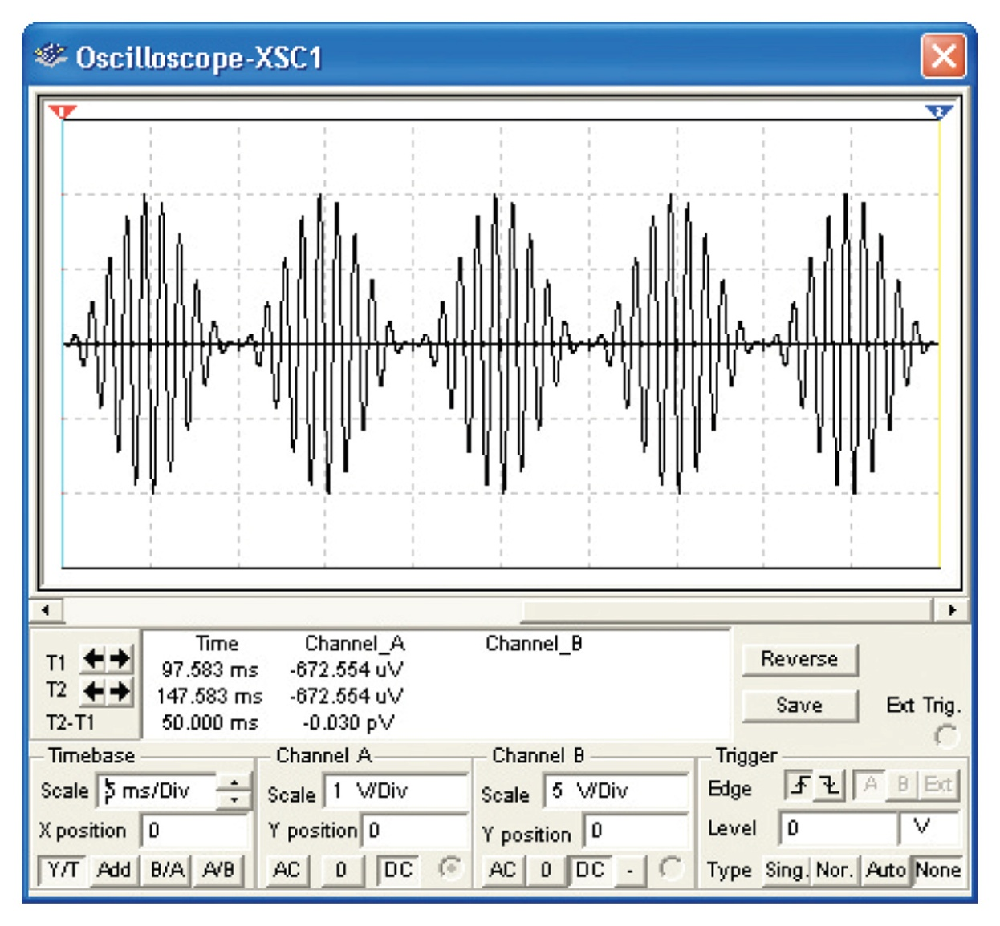 Oscilloscope-XSC1
1 2
Time Channel_A Channel_B
T1 97.583 ms -672.554 uV
T2 147.583 ms -672.554 uV
T2-T1 50.000 ms -0.030 pV
Reverse
Save
Ext Trig.
Timebase
Scale 5 ms/Div
X position 0
Y/T Add B/A A/B
Channel A
Scale 1 V/Div
Y position 0
AC 0 DC
Channel B
Scale 5 V/Div
Y position 0
AC 0 DC -
Trigger
Edge A B Ext
Level 0 V
Type Sing. Nor. Auto None